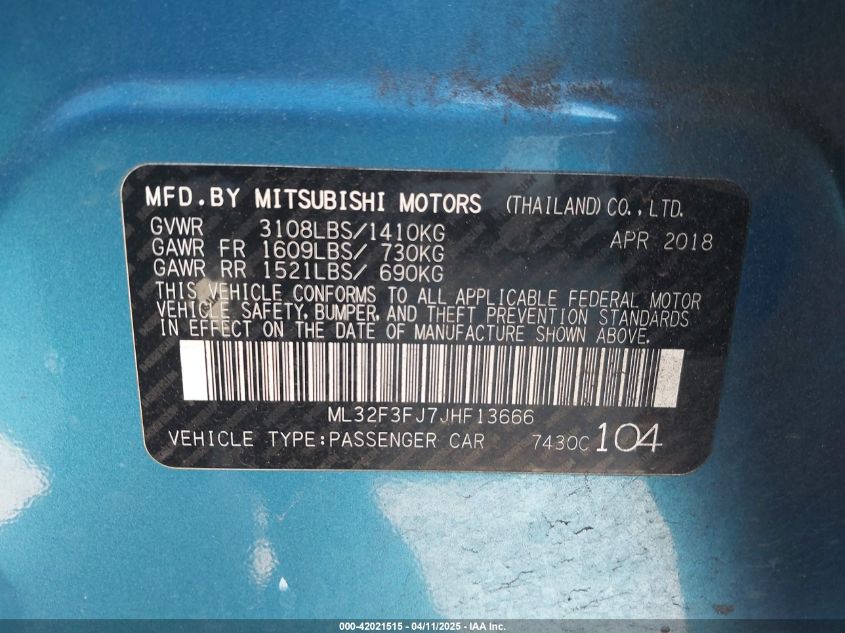 MFD.BY MITSUBISHI MOTORS (THAILAND) CO.,LTD.
GVWR 3108LBS/1410KG APR 2018
GAWR FR 1609LBS/ 730KG
GAWR RR 1521LBS/ 690KG
THIS VEHICLE CONFORMS TO ALL APPLICABLE FEDERAL MOTOR
VEHICLE SAFETY, BUMPER, AND THEFT PREVENTION STANDARDS
IN EFFECT ON THE DATE OF MANUFACTURE SHOWN ABOVE.
ML32F3FJ7JHF13666
VEHICLE TYPE:PASSENGER CAR 7430C 104
000-42021515 - 04/11/2025 - IAA Inc.